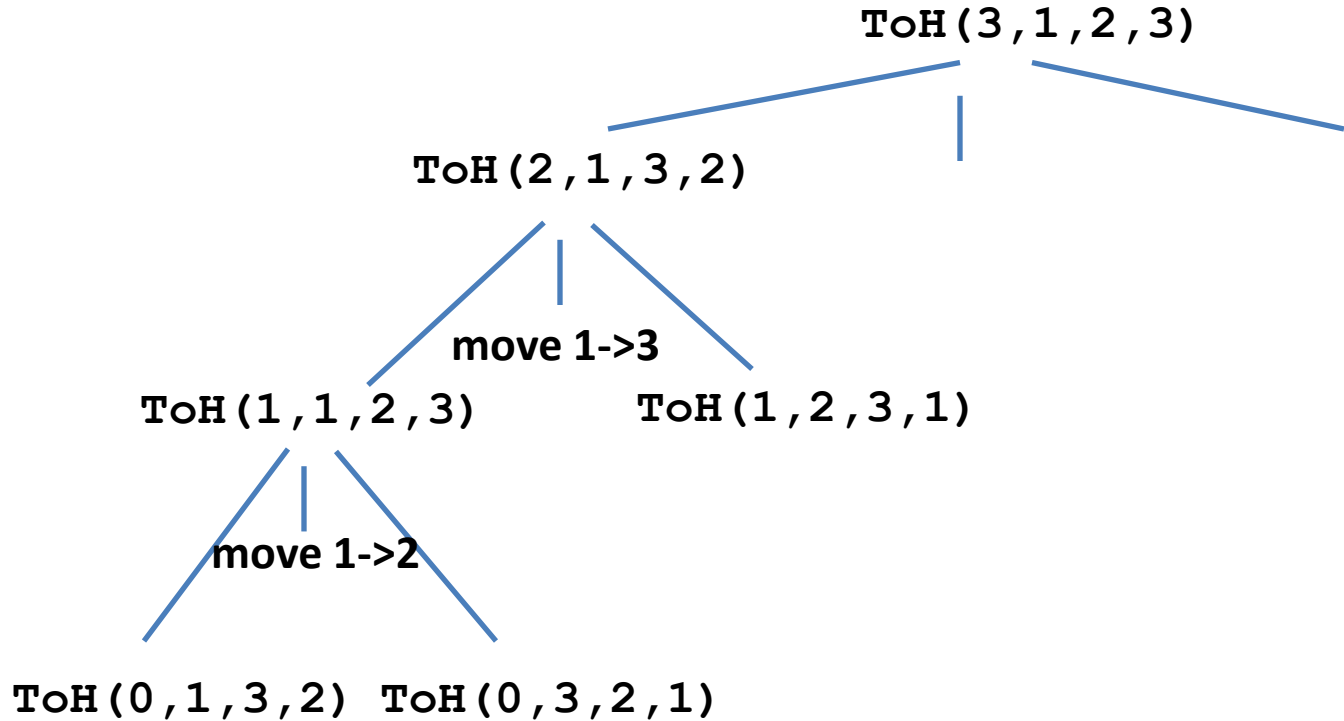 ToH(3,1,2,3)
ToH(2,1,3,2)
move 1->3
ToH(1,1,2,3) ToH(1,2,3,1)
move 1->2
ToH(0,1,3,2) ToH(0,3,2,1)